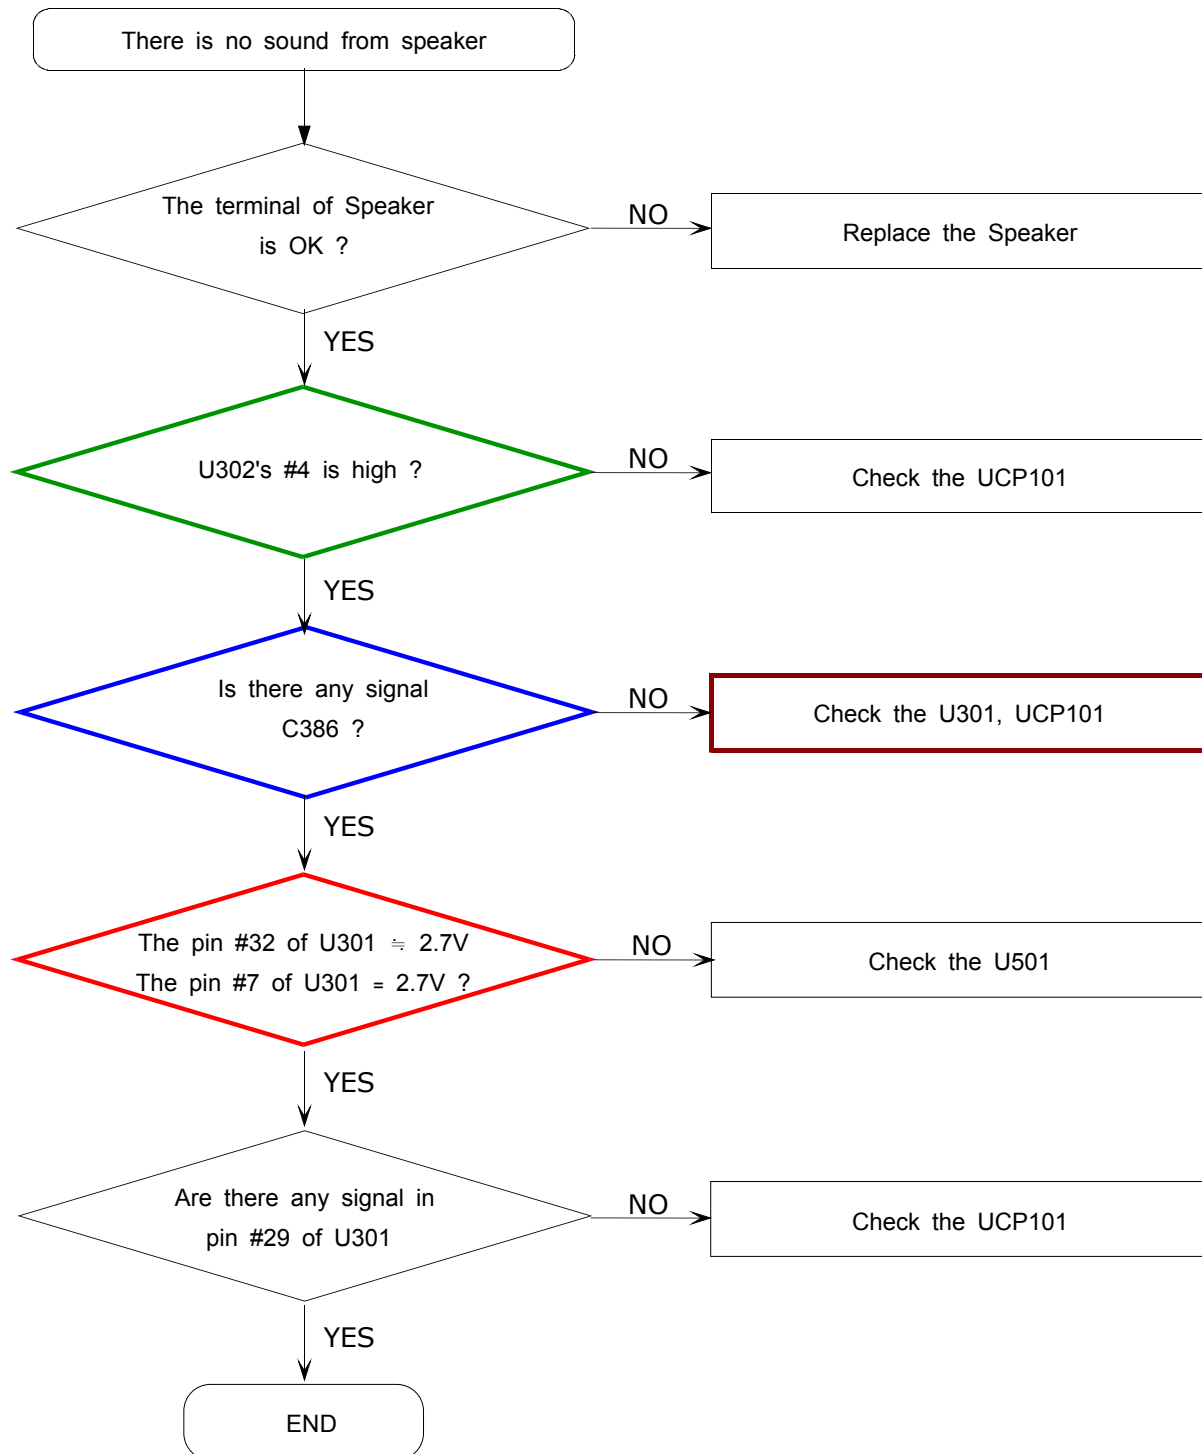 There is no sound from speaker
The terminal of Speaker
is OK ?
NO
Replace the Speaker
YES
U302's #4 is high ?
NO
Check the UCP101
YES
Is there any signal
C386 ?
NO
Check the U301, UCP101
YES
The pin #32 of U301 ≒ 2.7V
The pin #7 of U301 = 2.7V ?
NO
Check the U501
YES
Are there any signal in
pin #29 of U301
NO
Check the UCP101
YES
END